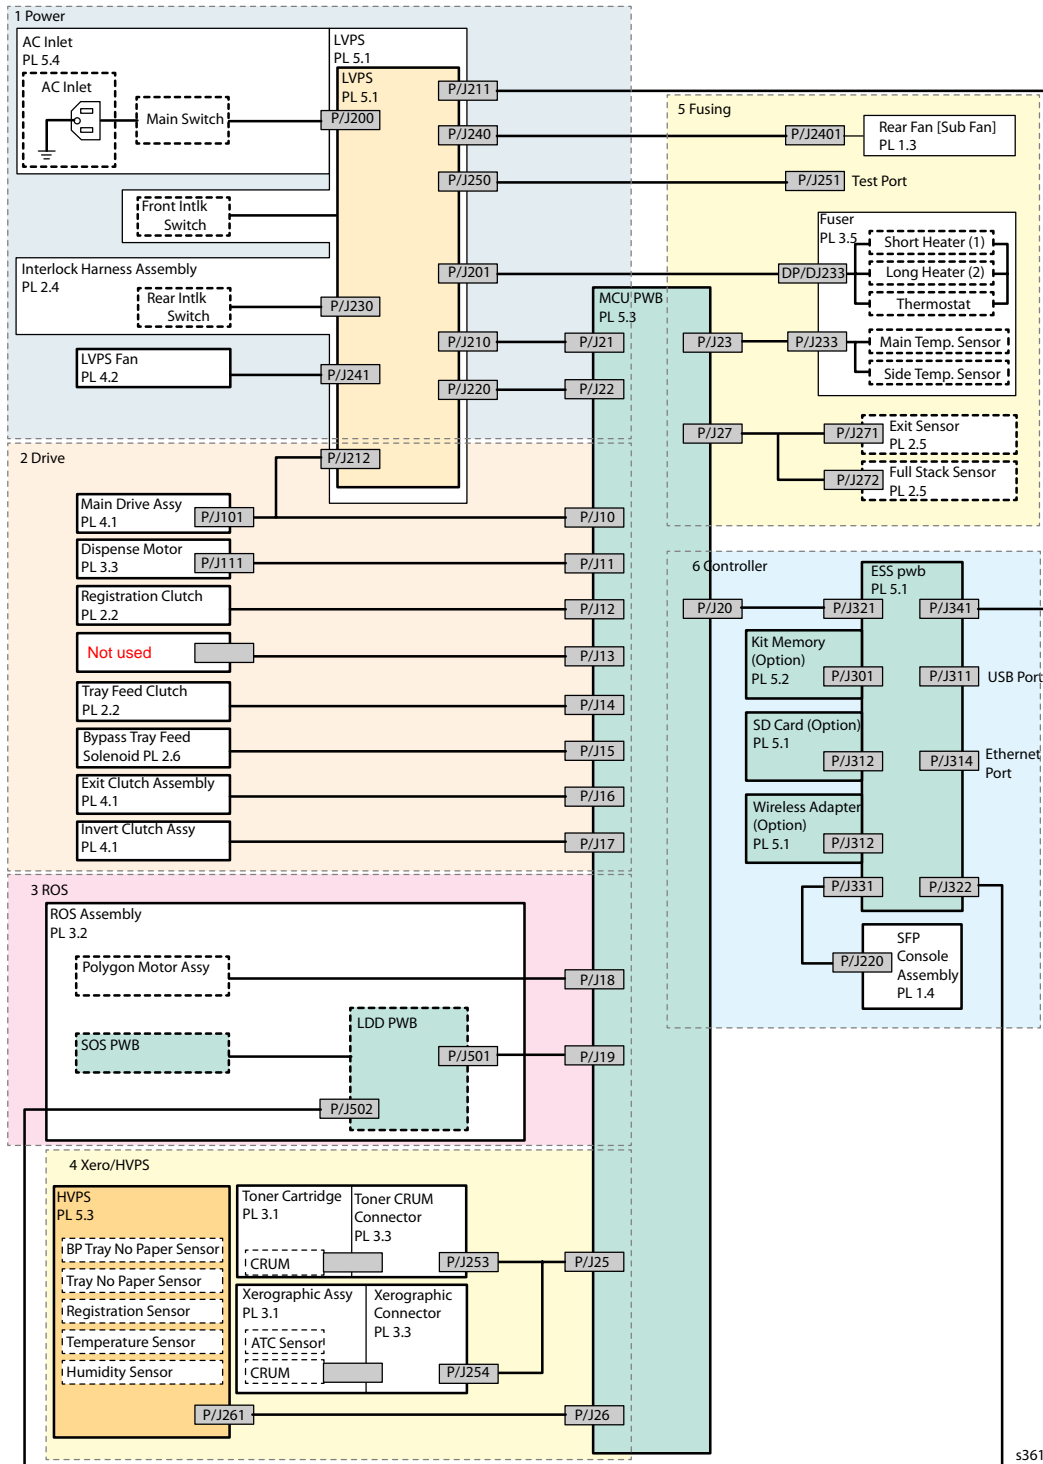 1 Power
AC Inlet
PL 5.4
AC Inlet
Main Switch
LVPS
PL 5.1
LVPS
PL 5.1
P/J200
P/J211
P/J240
P/J250
Front Intlk
Switch
Interlock Harness Assembly
PL 2.4
Rear Intlk
Switch
P/J230
P/J201
LVPS Fan
PL 4.2
P/J241
P/J210
P/J21
P/J220
P/J22
MCU PWB
PL 5.3
5 Fusing
P/J2401
Rear Fan [Sub Fan]
PL 1.3
P/J251
Test Port
Fuser
PL 3.5
Short Heater (1)
DP/DJ233
Long Heater (2)
Thermostat
P/J23
P/J233
Main Temp. Sensor
Side Temp. Sensor
P/J27
P/J271
Exit Sensor
PL 2.5
P/J272
Full Stack Sensor
PL 2.5
2 Drive
P/J212
Main Drive Assy
PL 4.1
P/J101
P/J10
Dispense Motor
PL 3.3
P/J111
P/J11
Registration Clutch
PL 2.2
P/J12
Not used
P/J13
Tray Feed Clutch
PL 2.2
P/J14
Bypass Tray Feed
Solenoid PL 2.6
P/J15
Exit Clutch Assembly
PL 4.1
P/J16
Invert Clutch Assy
PL 4.1
P/J17
6 Controller
ESS pwb
PL 5.1
P/J20
P/J321
P/J341
Kit Memory
(Option)
PL 5.2
P/J301
P/J311
USB Port
SD Card (Option)
PL 5.1
P/J312
P/J314
Ethernet
Port
Wireless Adapter
(Option)
PL 5.1
P/J312
P/J331
P/J322
SFP
Console
Assembly
PL 1.4
P/J220
3 ROS
ROS Assembly
PL 3.2
Polygon Motor Assy
P/J18
LDD PWB
SOS PWB
P/J501
P/J19
P/J502
4 Xero/HVPS
HVPS
PL 5.3
BP Tray No Paper Sensor
Tray No Paper Sensor
Registration Sensor
Temperature Sensor
Humidity Sensor
P/J261
Toner Cartridge
PL 3.1
CRUM
Toner CRUM
Connector
PL 3.3
P/J253
P/J25
Xerographic Assy
PL 3.1
ATC Sensor
CRUM
Xerographic
Connector
PL 3.3
P/J254
P/J26
s361